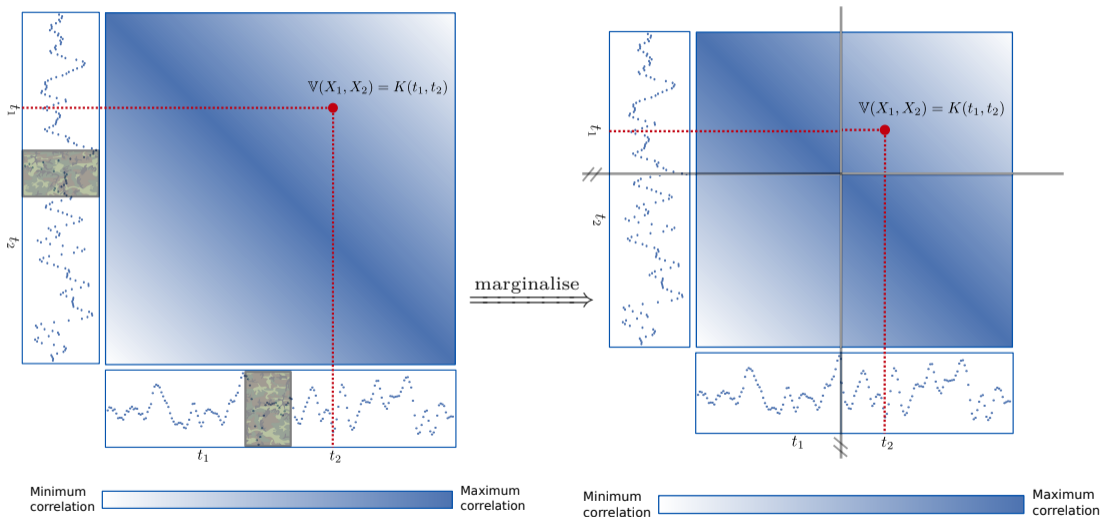 𝕍(X₁, X₂) = K(t₁, t₂)
t₁
t₂
t₁
t₂
Minimum
correlation
Maximum
correlation
marginalise
𝕍(X₁, X₂) = K(t₁, t₂)
t₁
t₂
t₁
t₂
Minimum
correlation
Maximum
correlation